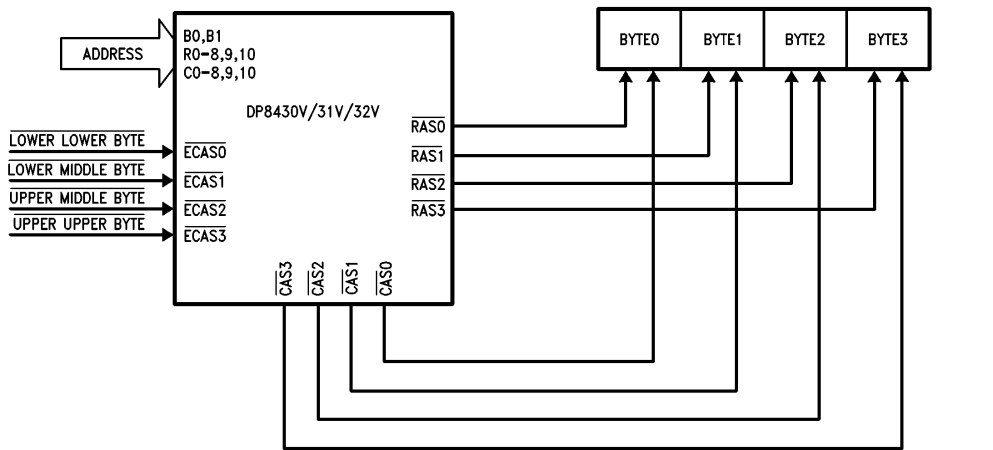 BYTE0 BYTE1 BYTE2 BYTE3
ADDRESS
B0,B1
R0-8,9,10
C0-8,9,10
DP8430V/31V/32V
LOWER LOWER BYTE
LOWER MIDDLE BYTE
UPPER MIDDLE BYTE
UPPER UPPER BYTE
ECAS0
ECAS1
ECAS2
ECAS3
RAS0
RAS1
RAS2
RAS3
CAS3
CAS2
CAS1
CAS0